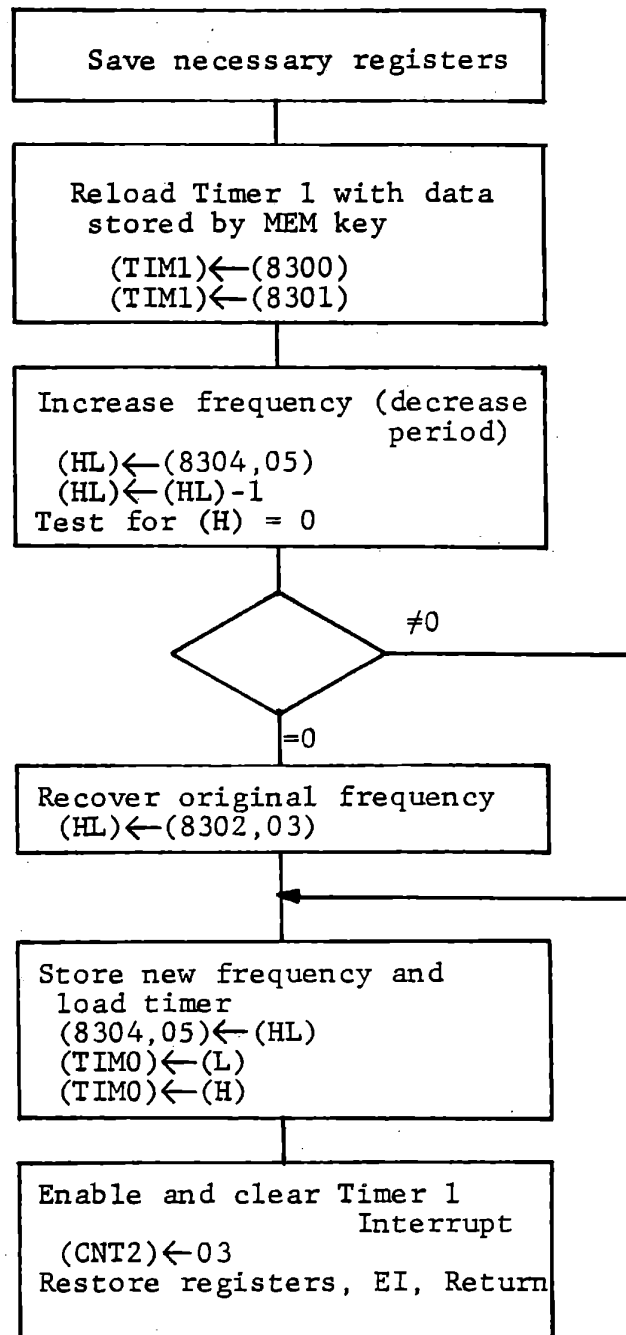 Save necessary registers
Reload Timer 1 with data
stored by MEM key
(TIM1)←(8300)
(TIM1)←(8301)
Increase frequency (decrease
period)
(HL)←(8304,05)
(HL)←(HL)-1
Test for (H) = 0
≠0
=0
Recover original frequency
(HL)←(8302,03)
Store new frequency and
load timer
(8304,05)←(HL)
(TIM0)←(L)
(TIM0)←(H)
Enable and clear Timer 1
Interrupt
(CNT2)←03
Restore registers, EI, Return